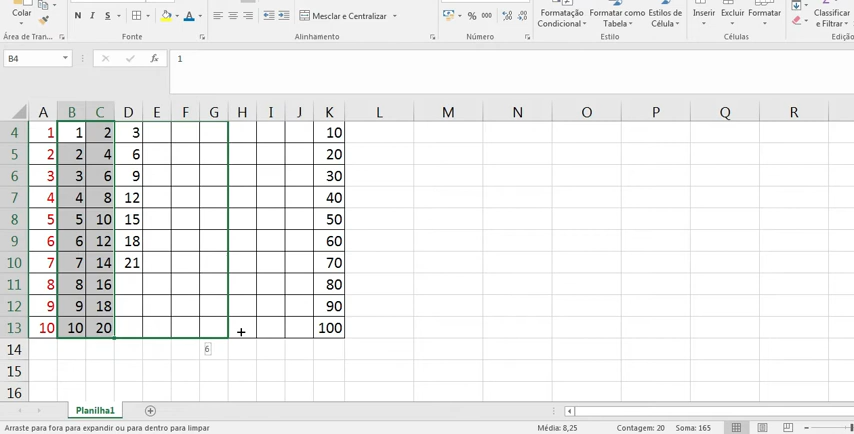 Colar
N I S
Mesclar e Centralizar
% 000
Formatação Condicional
Formatar como Tabela
Estilos de Célula
Inserir Excluir Formatar
Classificar e Filtrar
Área de Tran... Fonte Alinhamento Número Estilo Células Edição
B4 fx 1
A B C D E F G H I J K L M N O P Q R
4 1 1 2 3 10
5 2 2 4 6 20
6 3 3 6 9 30
7 4 4 8 12 40
8 5 5 10 15 50
9 6 6 12 18 60
10 7 7 14 21 70
11 8 8 16 80
12 9 9 18 90
13 10 10 20 100
14 6
15
16
Planilha1
Arraste para fora para expandir ou para dentro para limpar Média: 8,25 Contagem: 20 Soma: 165